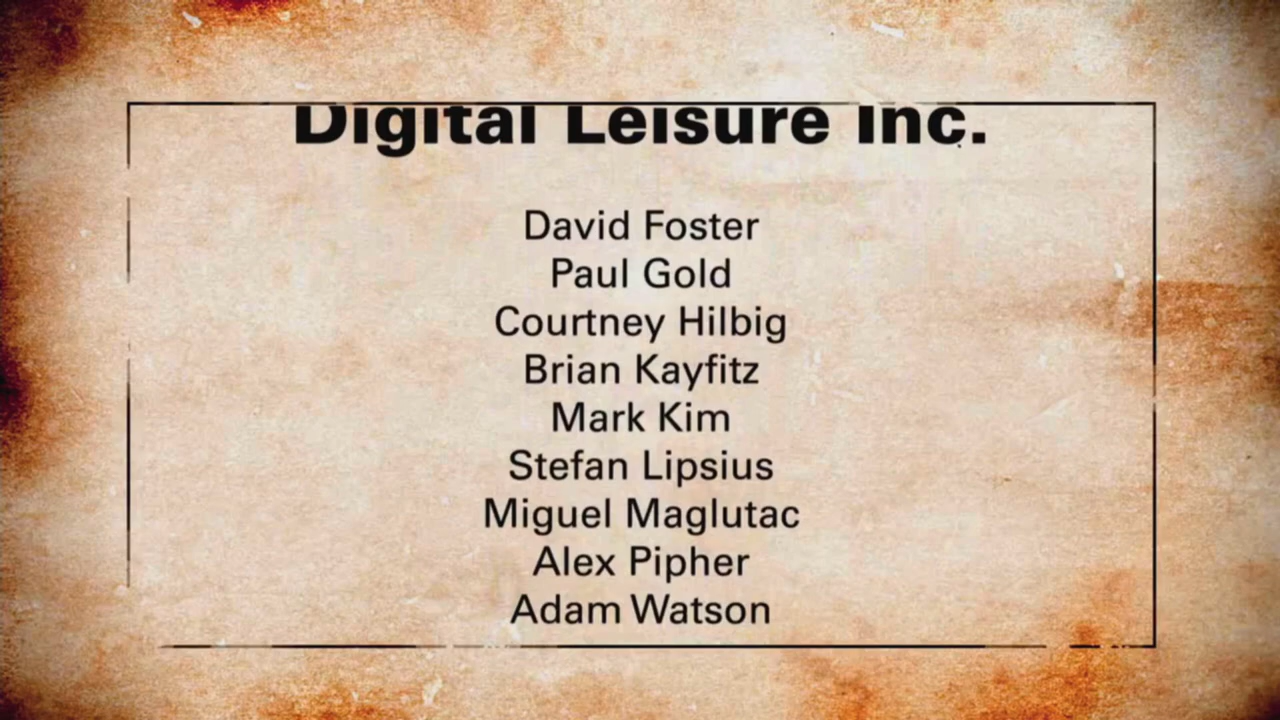 Digital Leisure Inc.
David Foster
Paul Gold
Courtney Hilbig
Brian Kayfitz
Mark Kim
Stefan Lipsius
Miguel Maglutac
Alex Pipher
Adam Watson